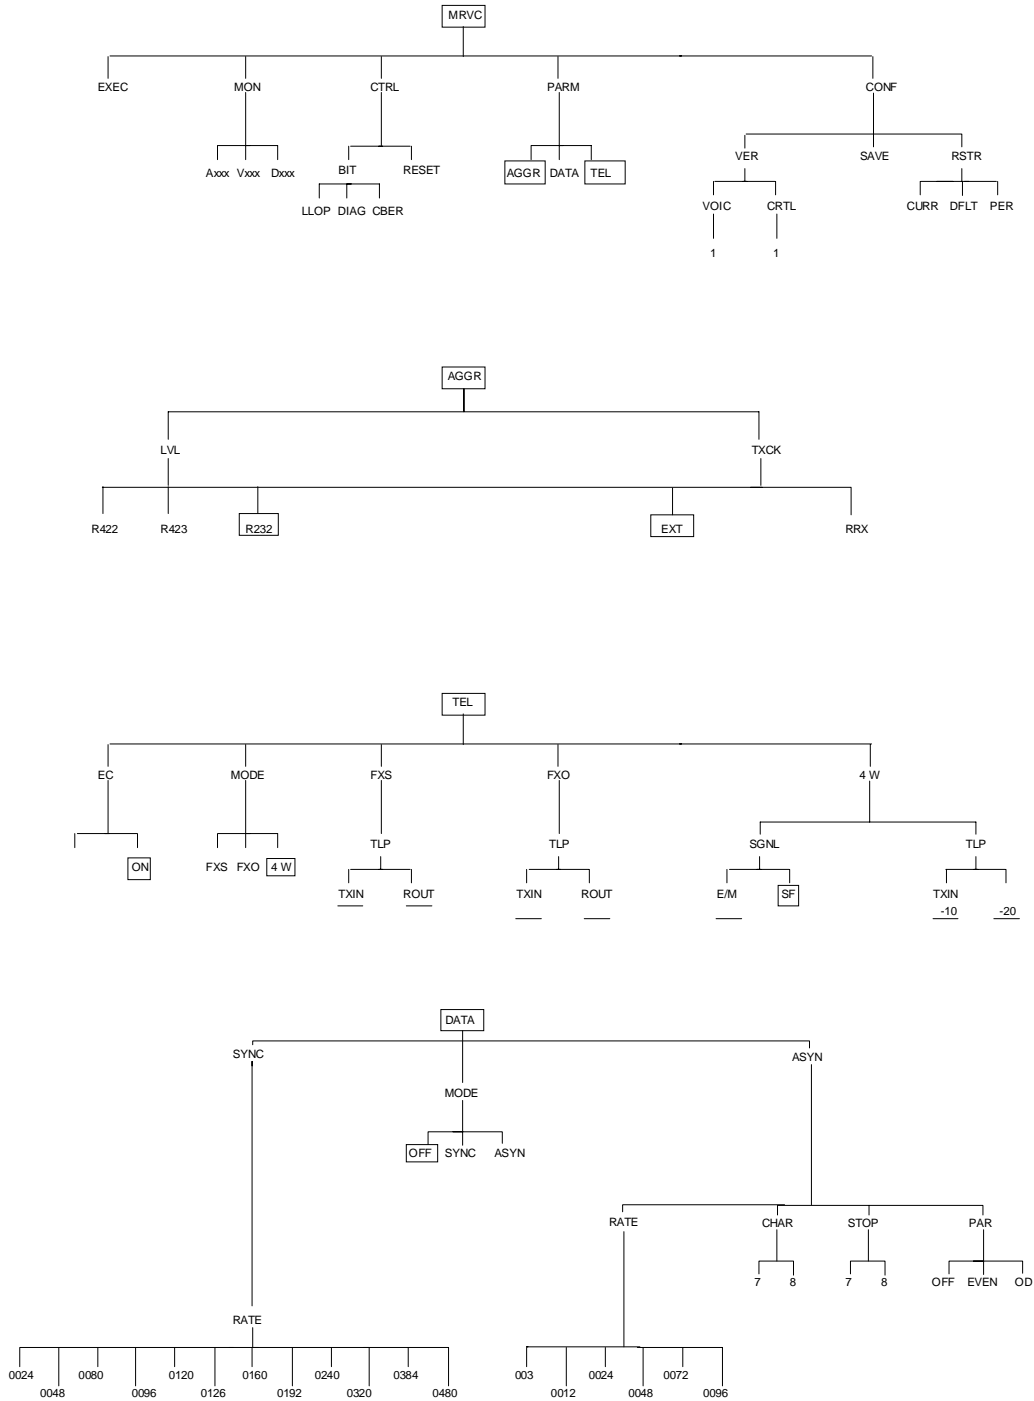 MRVC
EXEC MON CTRL PARM CONF
VER SAVE RSTR
Axxx Vxxx Dxxx BIT RESET AGGR DATA TEL
LLOP DIAG CBER VOIC CRTL CURR DFLT PER
1 1
AGGR
LVL TXCK
R422 R423 R232 EXT RRX
TEL
EC MODE FXS FXO 4 W
TLP TLP SGNL TLP
ON FXS FXO 4 W
TXIN ROUT TXIN ROUT E/M SF TXIN
-10 -20
DATA
SYNC ASYN
MODE
OFF SYNC ASYN
RATE CHAR STOP PAR
7 8 7 8 OFF EVEN OD
RATE
0024 0080 0120 0160 0240 0384 003 0024 0072
0048 0096 0126 0192 0320 0480 0012 0048 0096